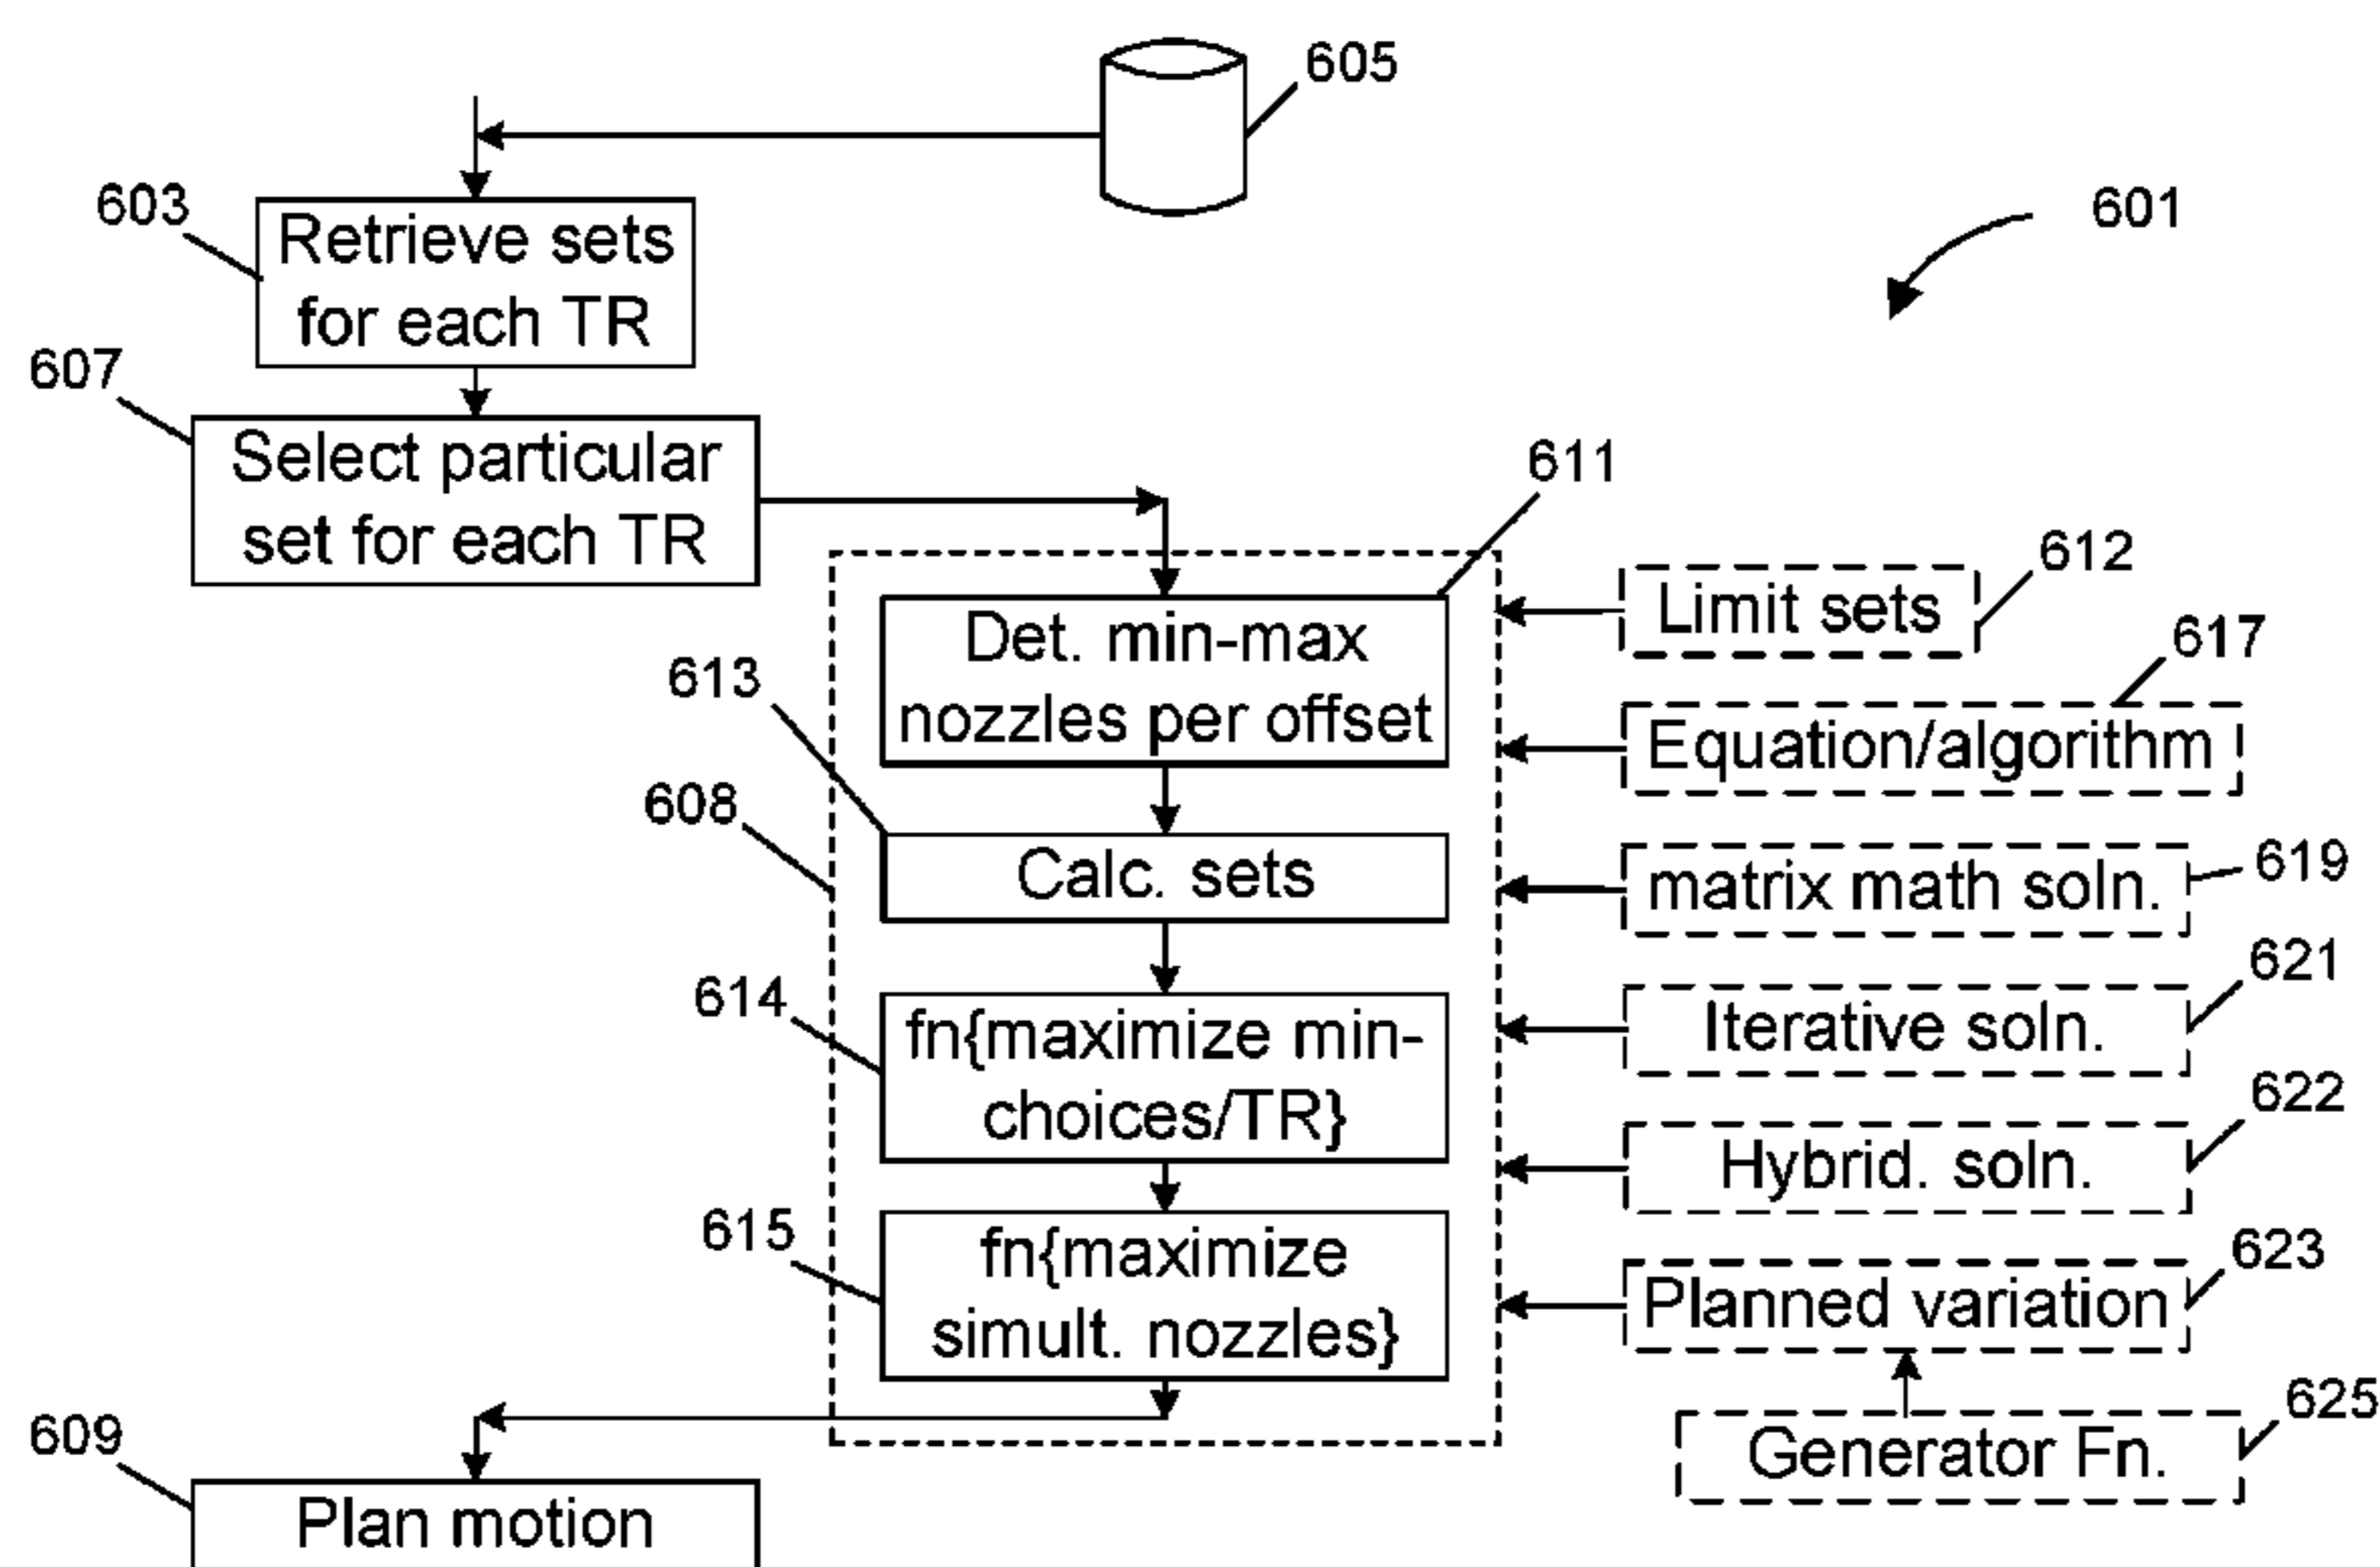 605
601
603
Retrieve sets
for each TR
607
Select particular
set for each TR
611
Det. min-max
nozzles per offset
612
Limit sets
617
Equation/algorithm
613
Calc. sets
608
619
matrix math soln.
614
fn{maximize min-
choices/TR}
621
Iterative soln.
622
Hybrid. soln.
615
fn{maximize
simult. nozzles}
623
Planned variation
625
Generator Fn.
609
Plan motion